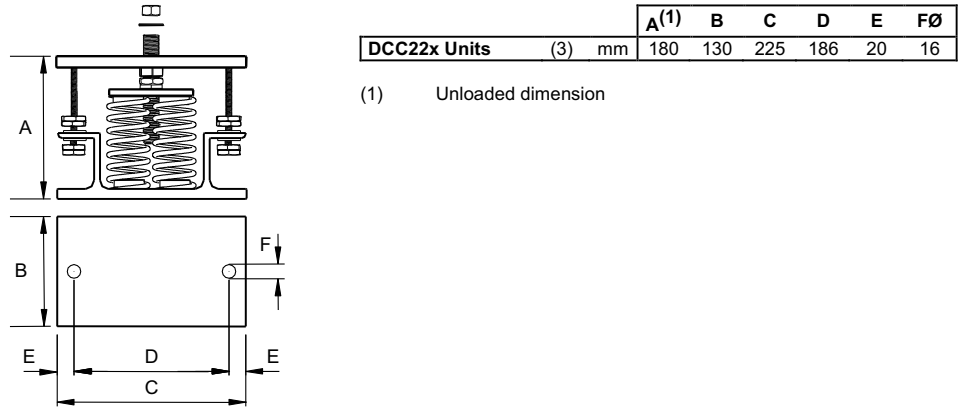 A(1) B C D E FØ
DCC22x Units (3) mm 180 130 225 186 20 16
(1) Unloaded dimension
A
F
B
E D E
C